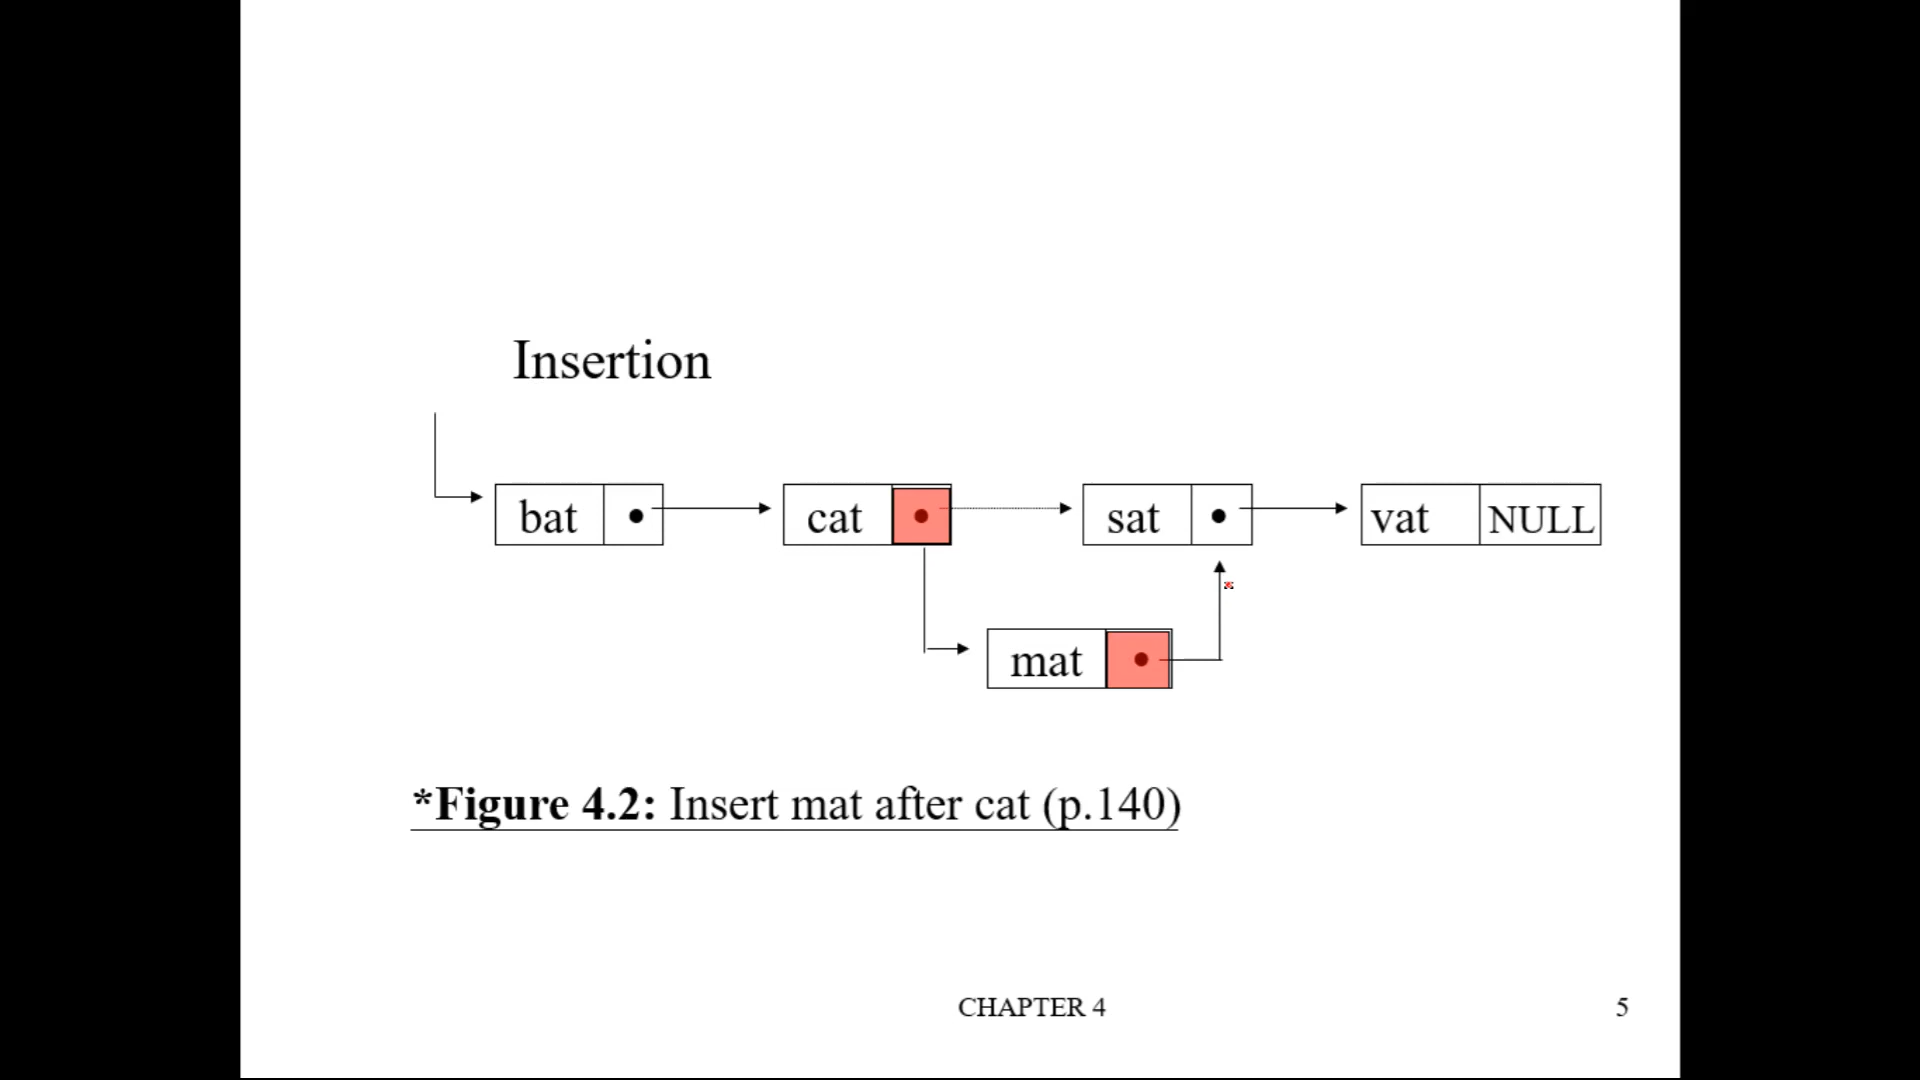 Insertion
bat
cat
sat
vat NULL
mat
*Figure 4.2: Insert mat after cat (p.140)
CHAPTER 4
5